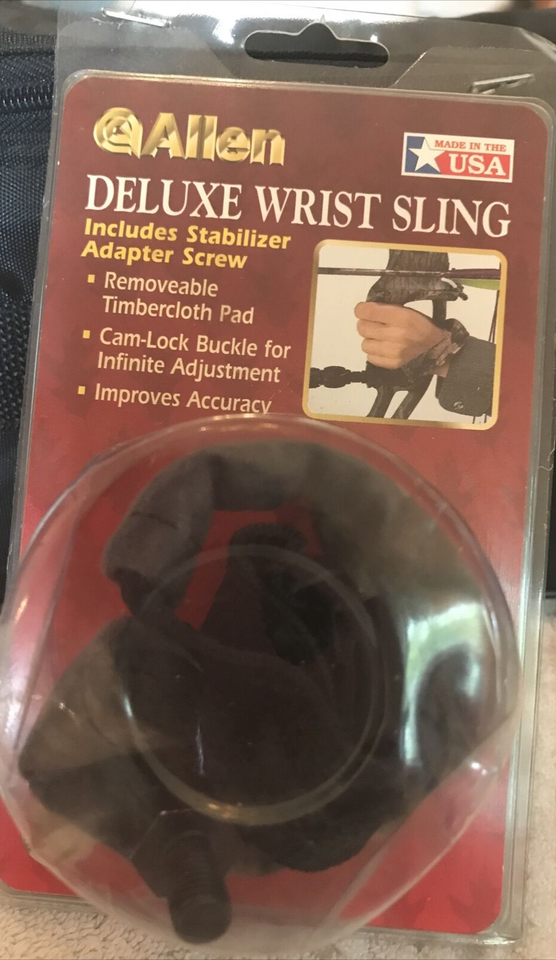 Allen
MADE IN THE
USA
DELUXE WRIST SLING
Includes Stabilizer
Adapter Screw
Removeable
Timbercloth Pad
Cam-Lock Buckle for
Infinite Adjustment
Improves Accuracy